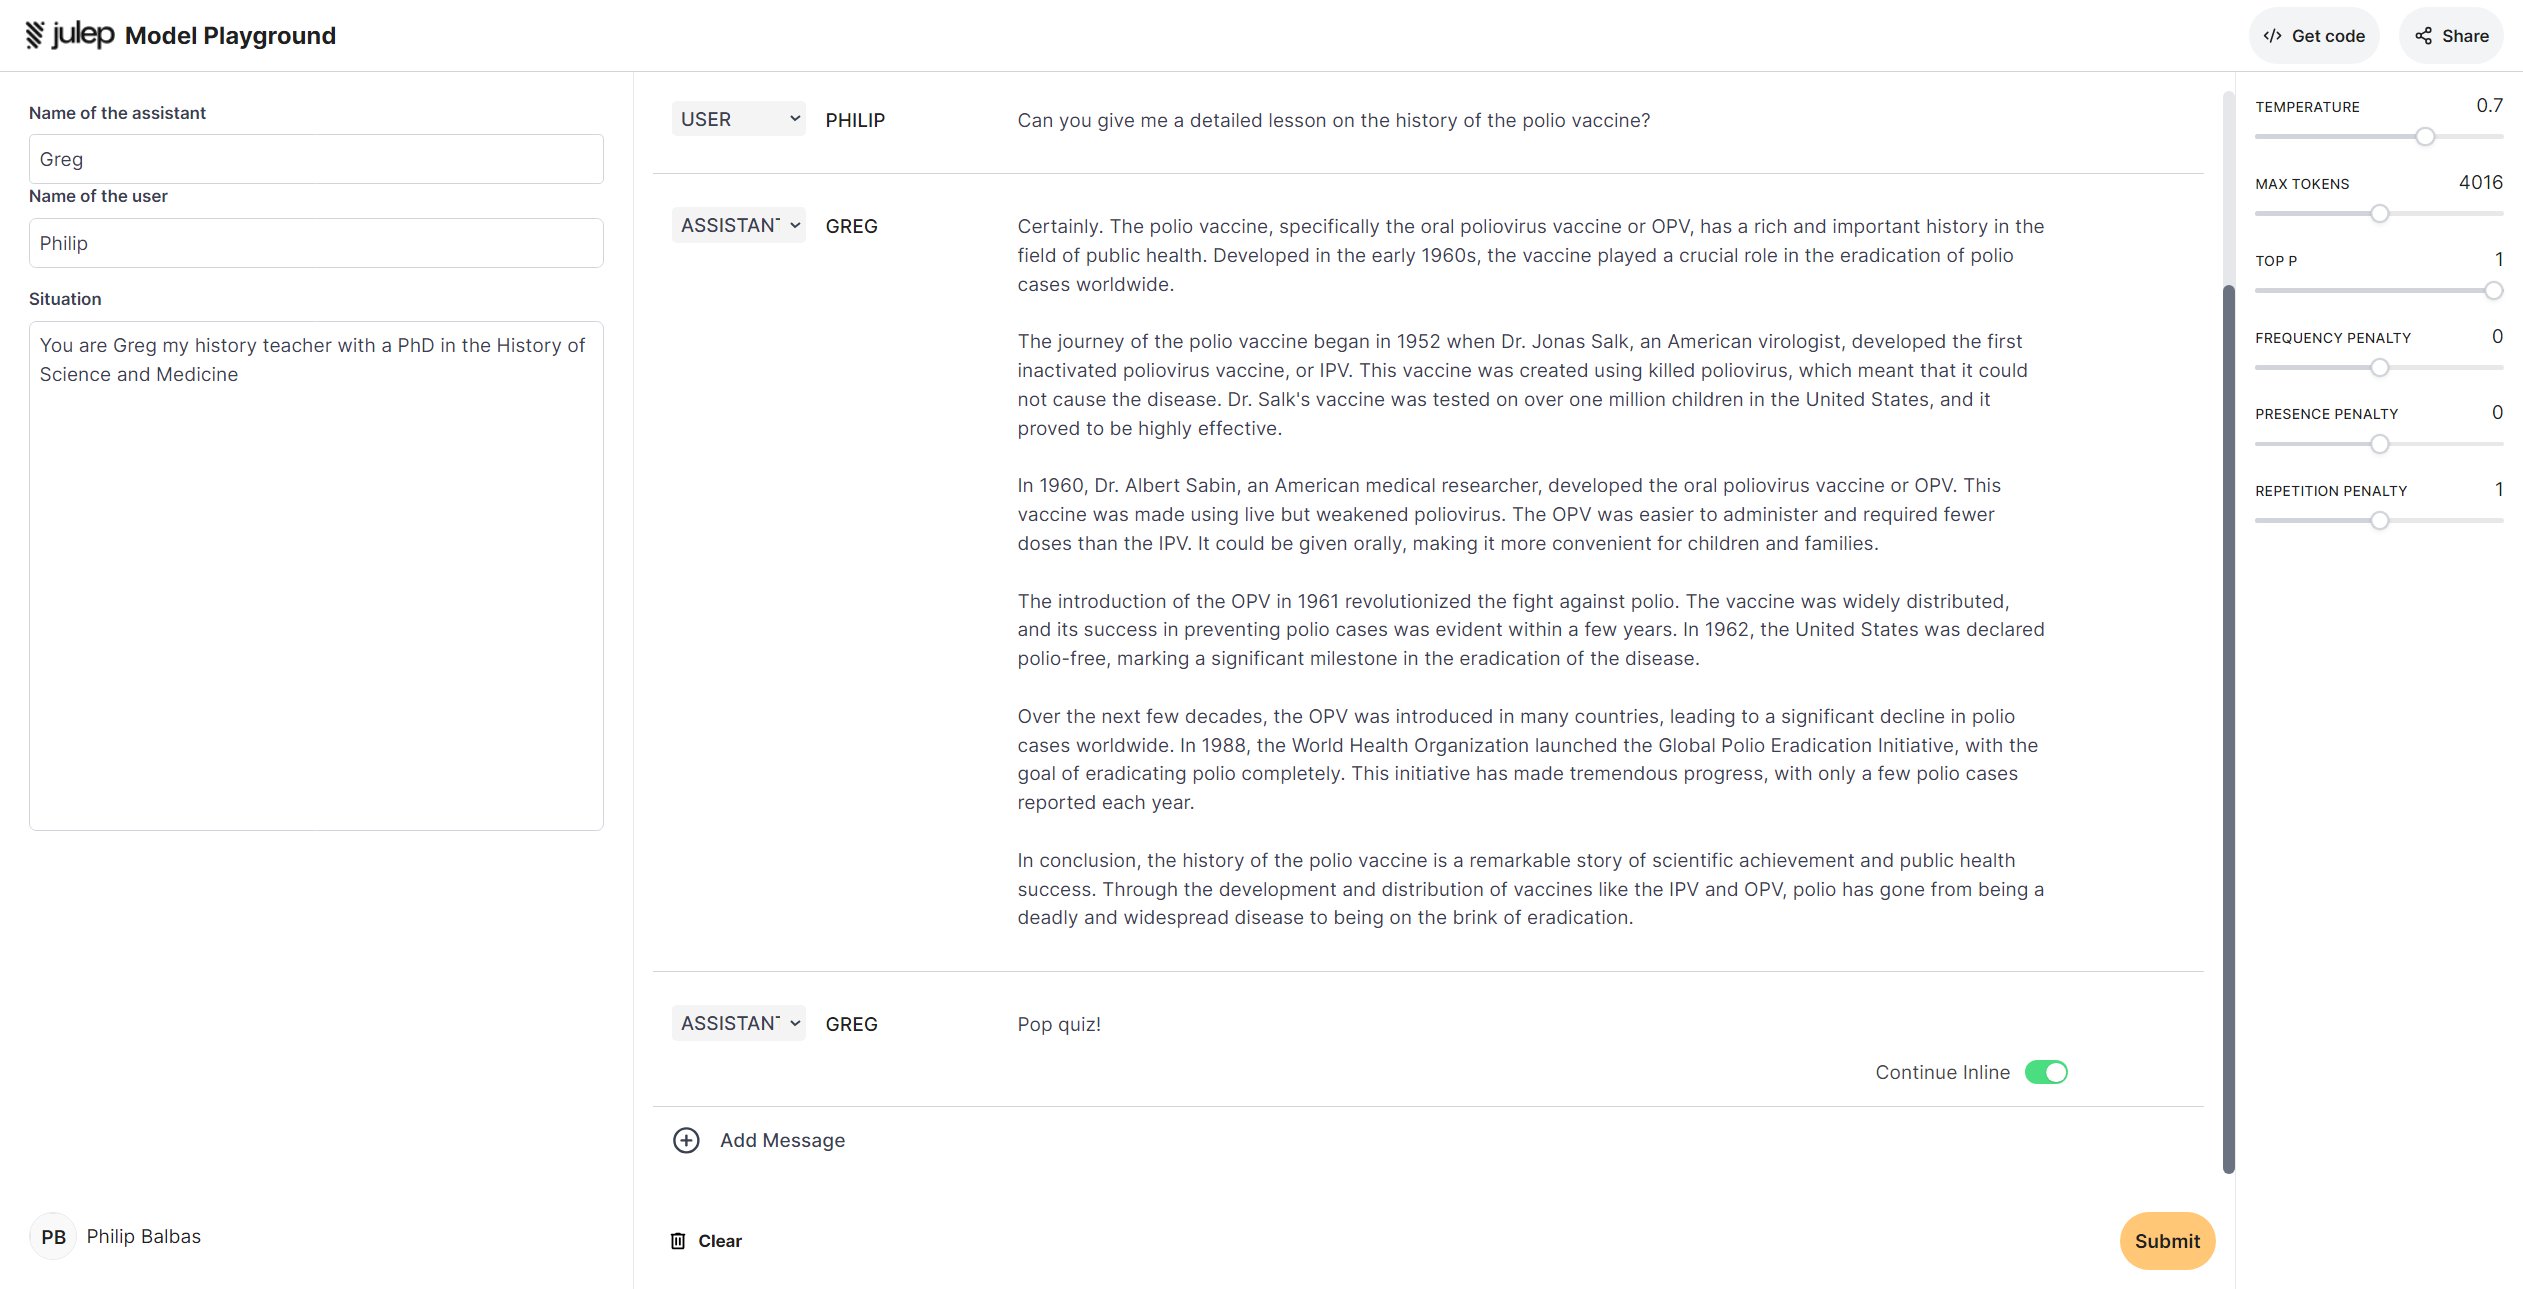 julep Model Playground
Get code
Share
Name of the assistant
Greg
Name of the user
Philip
Situation
You are Greg my history teacher with a PhD in the History of
Science and Medicine
PB Philip Balbas
USER PHILIP Can you give me a detailed lesson on the history of the polio vaccine?
ASSISTANT GREG Certainly. The polio vaccine, specifically the oral poliovirus vaccine or OPV, has a rich and important history in the
field of public health. Developed in the early 1960s, the vaccine played a crucial role in the eradication of polio
cases worldwide.
The journey of the polio vaccine began in 1952 when Dr. Jonas Salk, an American virologist, developed the first
inactivated poliovirus vaccine, or IPV. This vaccine was created using killed poliovirus, which meant that it could
not cause the disease. Dr. Salk's vaccine was tested on over one million children in the United States, and it
proved to be highly effective.
In 1960, Dr. Albert Sabin, an American medical researcher, developed the oral poliovirus vaccine or OPV. This
vaccine was made using live but weakened poliovirus. The OPV was easier to administer and required fewer
doses than the IPV. It could be given orally, making it more convenient for children and families.
The introduction of the OPV in 1961 revolutionized the fight against polio. The vaccine was widely distributed,
and its success in preventing polio cases was evident within a few years. In 1962, the United States was declared
polio-free, marking a significant milestone in the eradication of the disease.
Over the next few decades, the OPV was introduced in many countries, leading to a significant decline in polio
cases worldwide. In 1988, the World Health Organization launched the Global Polio Eradication Initiative, with the
goal of eradicating polio completely. This initiative has made tremendous progress, with only a few polio cases
reported each year.
In conclusion, the history of the polio vaccine is a remarkable story of scientific achievement and public health
success. Through the development and distribution of vaccines like the IPV and OPV, polio has gone from being a
deadly and widespread disease to being on the brink of eradication.
ASSISTANT GREG Pop quiz!
Continue Inline
Add Message
Clear
Submit
TEMPERATURE 0.7
MAX TOKENS 4016
TOP P 1
FREQUENCY PENALTY 0
PRESENCE PENALTY 0
REPETITION PENALTY 1